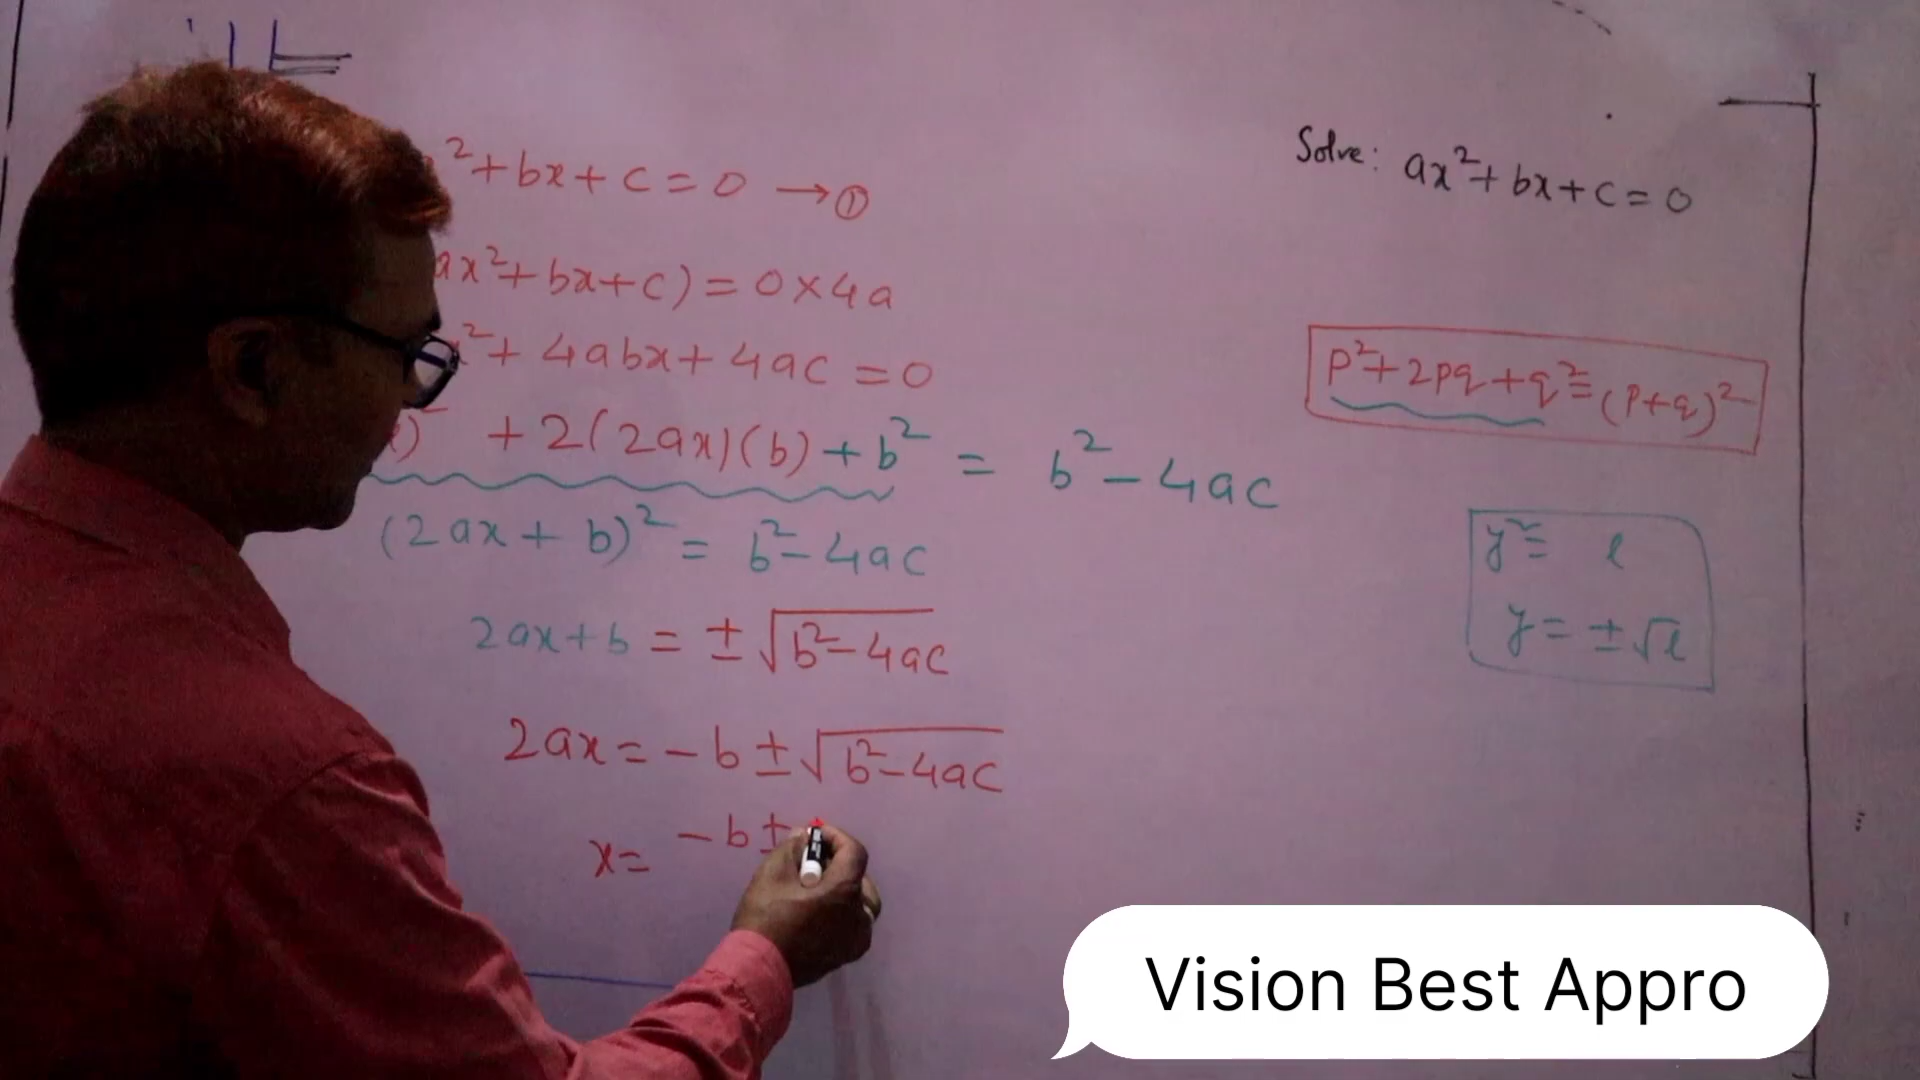 ²+bx+c=0 →①
ax²+bx+c)=0×4a
x²+4abx+4ac=0
)² +2(2ax)(b)+b² = b²-4ac
(2ax+b)² = b²-4ac
2ax+b = ±√b²-4ac
2ax = -b±√b²-4ac
x= -b±
Solve: ax²+bx+c=0
p²+2pq+q²=(p+q)²
y²= l
y=±√l
Vision Best Appro